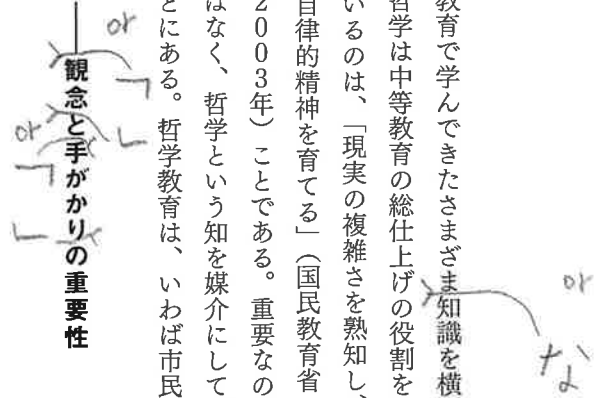 教育で学んできたさまざま知識を横
哲学は中等教育の総仕上げの役割を
いるのは、「現実の複雑さを熟知し、
自律的精神を育てる」（国民教育省
2003年）ことである。重要なの
はなく、哲学という知を媒介にして
とにある。哲学教育は、いわば市民
観念と手がかりの重要性
or
な
or
「
」
or
「
」